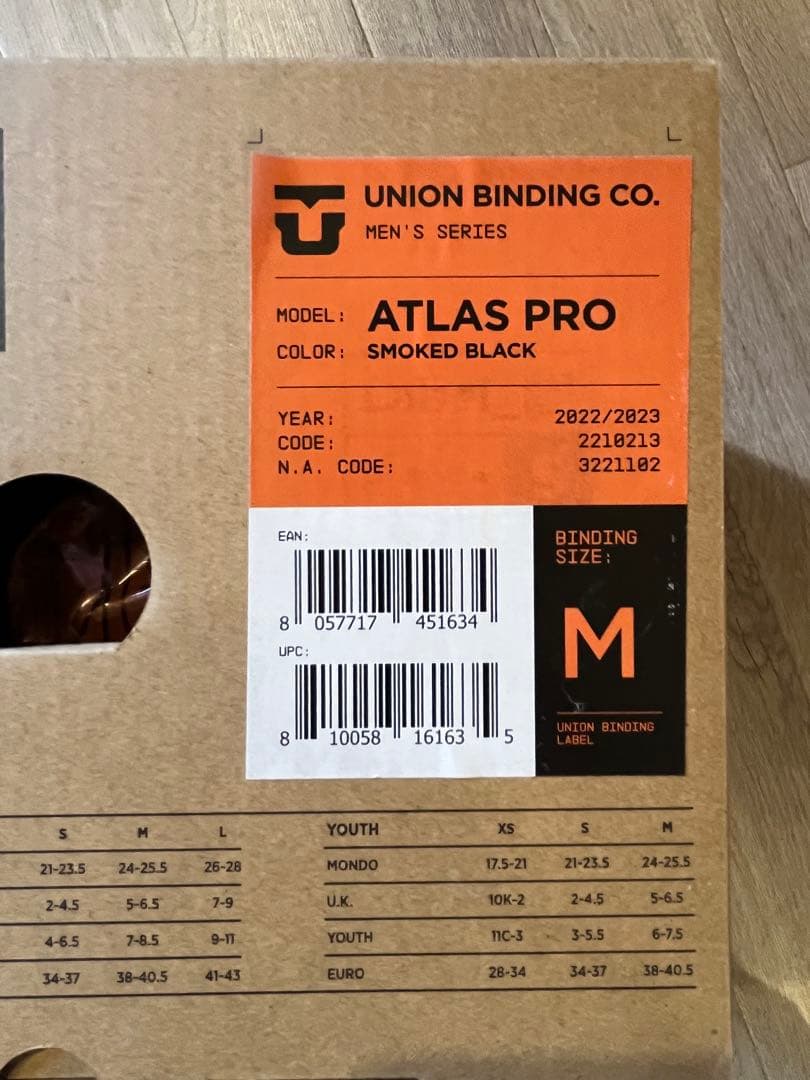 UNION BINDING CO.
MEN'S SERIES
MODEL: ATLAS PRO
COLOR: SMOKED BLACK
YEAR: 2022/2023
CODE: 2210213
N.A. CODE: 3221102
EAN:
8 057717 451634
UPC:
8 10058 16163 5
BINDING
SIZE:
M
UNION BINDING
LABEL
S M L
21-23.5 24-25.5 26-28
2-4.5 5-6.5 7-9
4-6.5 7-8.5 9-11
34-37 38-40.5 41-43
YOUTH XS S M
MONDO 17.5-21 21-23.5 24-25.5
U.K. 10K-2 2-4.5 5-6.5
YOUTH 11C-3 3-5.5 6-7.5
EURO 28-34 34-37 38-40.5